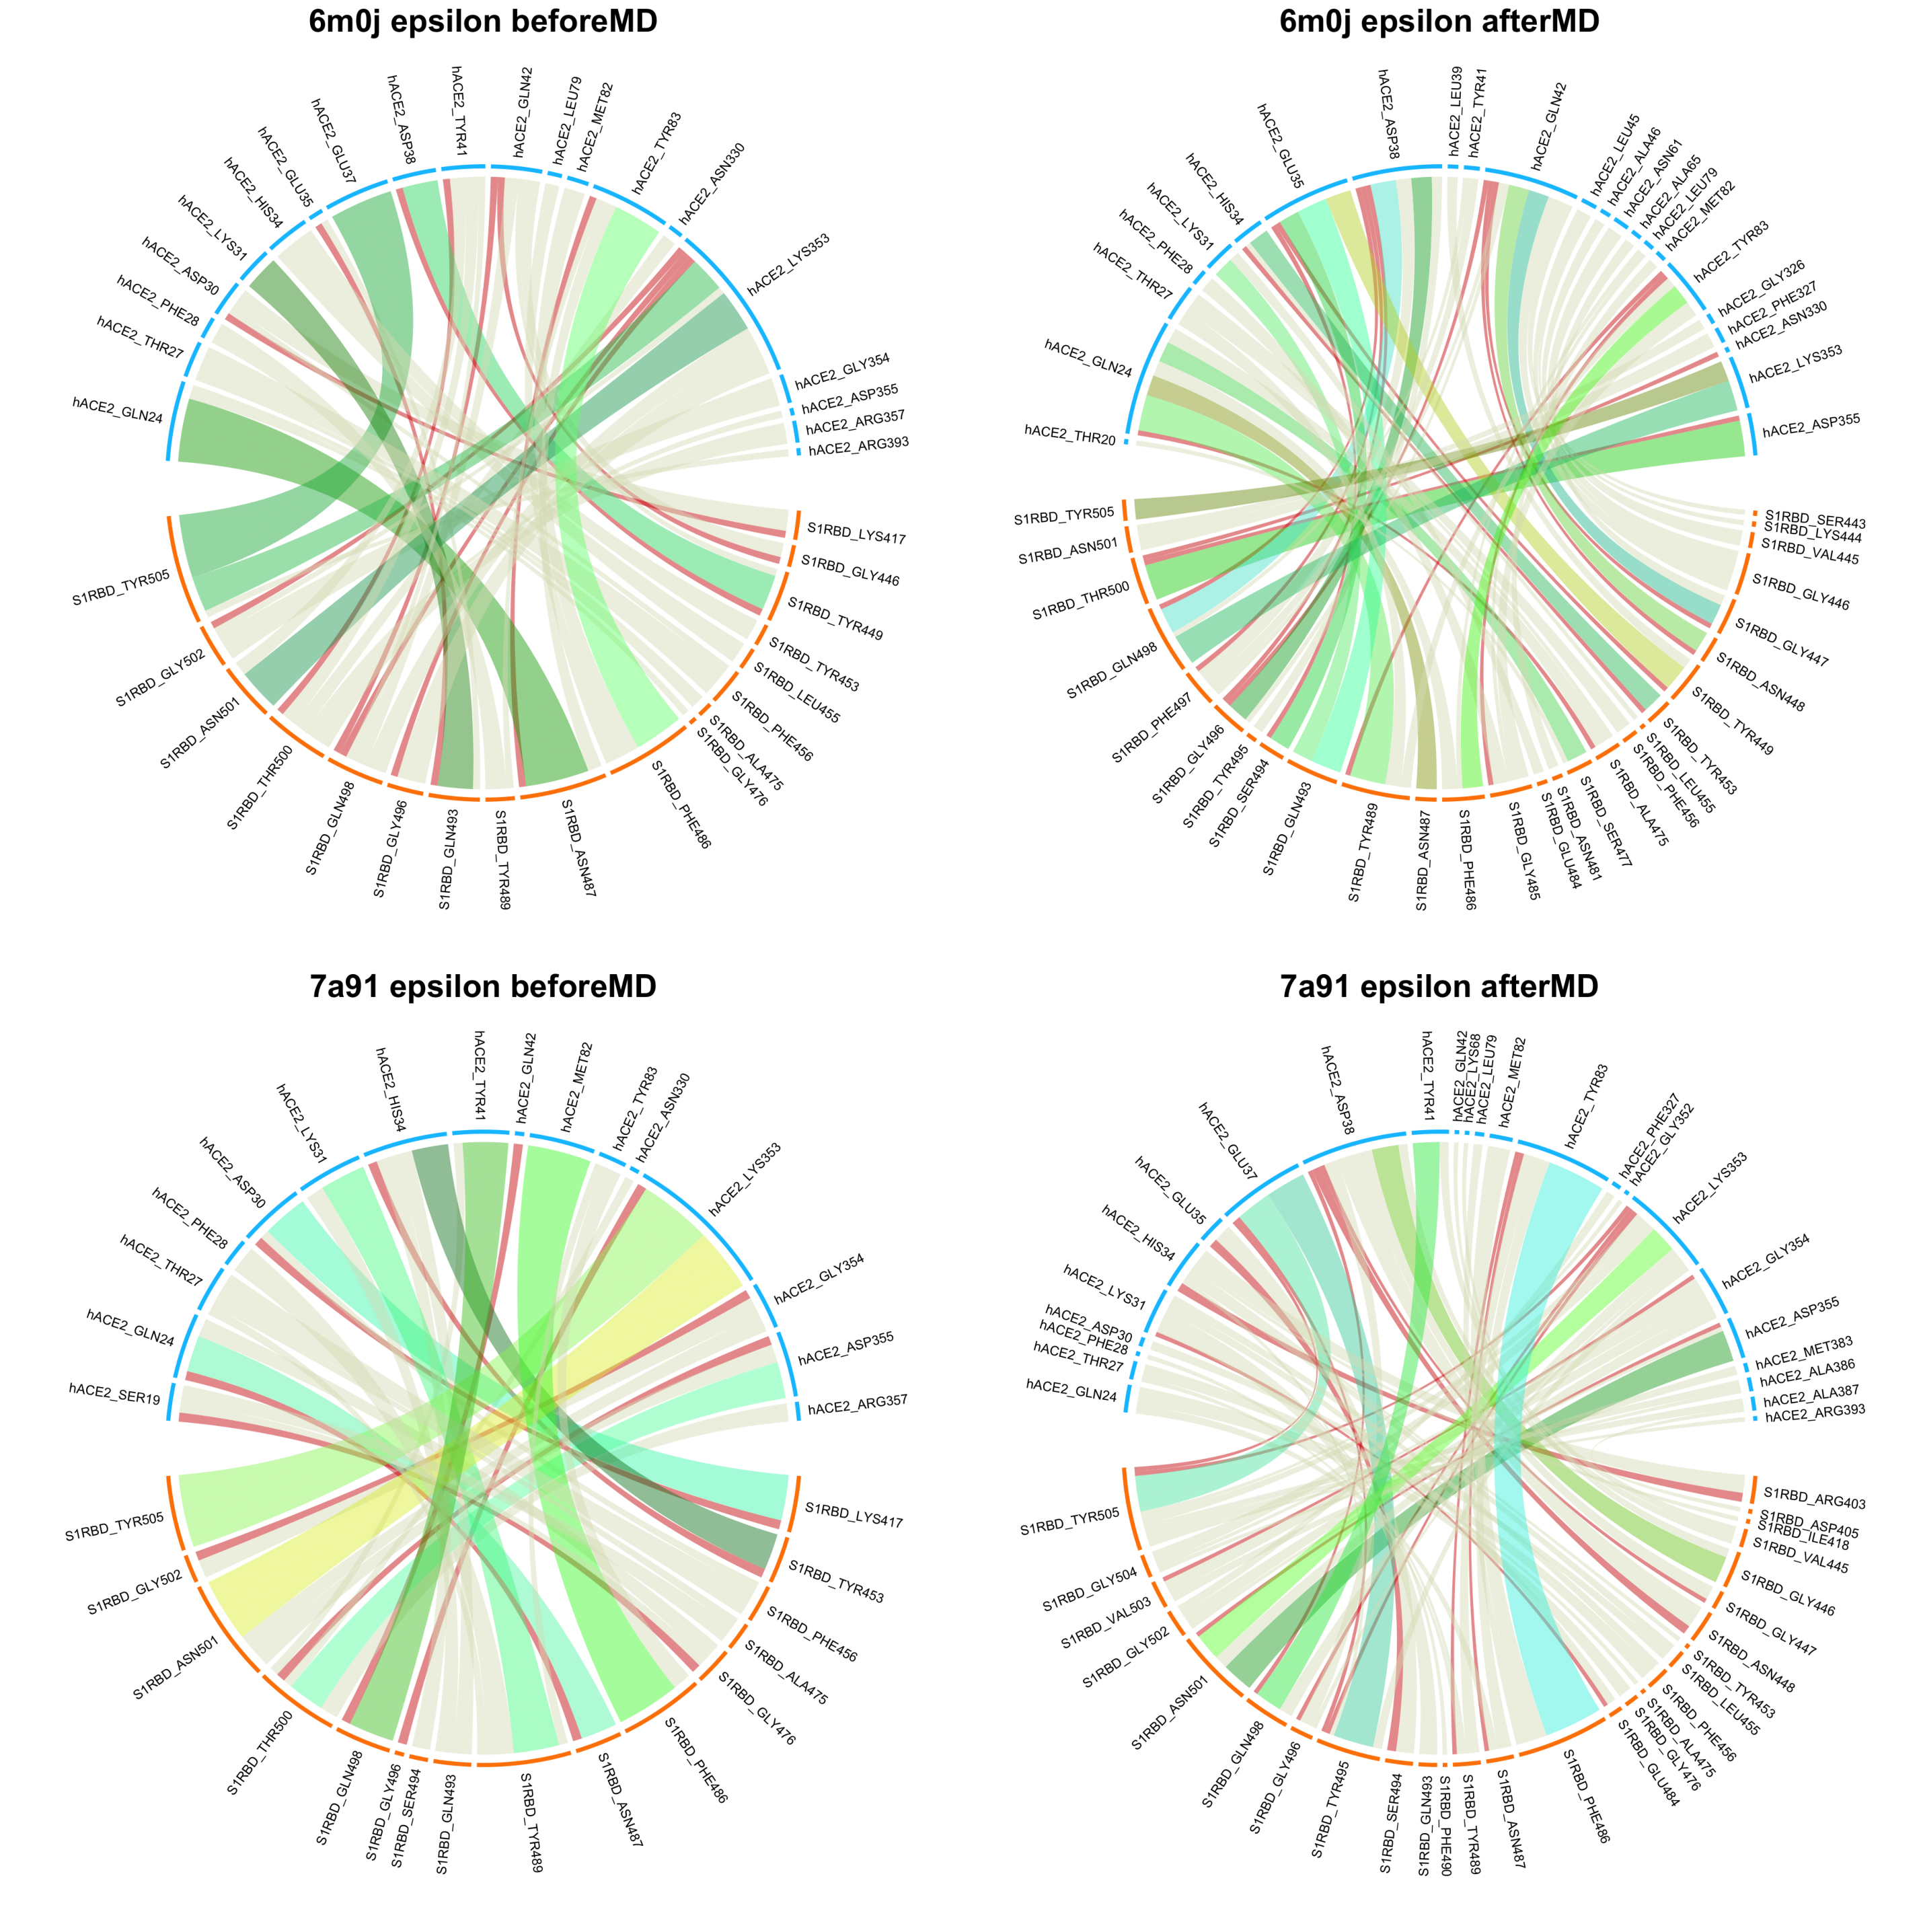 6m0j epsilon beforeMD
hACE2_GLN24
hACE2_THR27
hACE2_PHE28
hACE2_ASP30
hACE2_LYS31
hACE2_HIS34
hACE2_GLU35
hACE2_GLU37
hACE2_ASP38
hACE2_TYR41
hACE2_GLN42
hACE2_LEU79
hACE2_MET82
hACE2_TYR83
hACE2_ASN330
hACE2_LYS353
hACE2_GLY354
hACE2_ASP355
hACE2_ARG357
hACE2_ARG393
S1RBD_LYS417
S1RBD_GLY446
S1RBD_TYR449
S1RBD_TYR453
S1RBD_LEU455
S1RBD_PHE456
S1RBD_ALA475
S1RBD_GLY476
S1RBD_PHE486
S1RBD_ASN487
S1RBD_TYR489
S1RBD_GLN493
S1RBD_GLY496
S1RBD_GLN498
S1RBD_THR500
S1RBD_ASN501
S1RBD_GLY502
S1RBD_TYR505
6m0j epsilon afterMD
hACE2_THR20
hACE2_GLN24
hACE2_THR27
hACE2_PHE28
hACE2_LYS31
hACE2_HIS34
hACE2_GLU35
hACE2_ASP38
hACE2_LEU39
hACE2_TYR41
hACE2_GLN42
hACE2_LEU45
hACE2_ALA46
hACE2_ASN61
hACE2_ALA65
hACE2_LEU79
hACE2_MET82
hACE2_TYR83
hACE2_GLY326
hACE2_PHE327
hACE2_ASN330
hACE2_LYS353
hACE2_ASP355
S1RBD_SER443
S1RBD_LYS444
S1RBD_VAL445
S1RBD_GLY446
S1RBD_GLY447
S1RBD_ASN448
S1RBD_TYR449
S1RBD_TYR453
S1RBD_LEU455
S1RBD_PHE456
S1RBD_ALA475
S1RBD_SER477
S1RBD_ASN481
S1RBD_GLU484
S1RBD_GLY485
S1RBD_PHE486
S1RBD_ASN487
S1RBD_TYR489
S1RBD_GLN493
S1RBD_SER494
S1RBD_TYR495
S1RBD_GLY496
S1RBD_PHE497
S1RBD_GLN498
S1RBD_THR500
S1RBD_ASN501
S1RBD_TYR505
7a91 epsilon beforeMD
hACE2_SER19
hACE2_GLN24
hACE2_THR27
hACE2_PHE28
hACE2_ASP30
hACE2_LYS31
hACE2_HIS34
hACE2_TYR41
hACE2_GLN42
hACE2_MET82
hACE2_TYR83
hACE2_ASN330
hACE2_LYS353
hACE2_GLY354
hACE2_ASP355
hACE2_ARG357
S1RBD_LYS417
S1RBD_TYR453
S1RBD_PHE456
S1RBD_ALA475
S1RBD_GLY476
S1RBD_PHE486
S1RBD_ASN487
S1RBD_TYR489
S1RBD_GLN493
S1RBD_SER494
S1RBD_GLY496
S1RBD_GLN498
S1RBD_THR500
S1RBD_ASN501
S1RBD_GLY502
S1RBD_TYR505
7a91 epsilon afterMD
hACE2_GLN24
hACE2_THR27
hACE2_PHE28
hACE2_ASP30
hACE2_LYS31
hACE2_HIS34
hACE2_GLU35
hACE2_GLU37
hACE2_ASP38
hACE2_TYR41
hACE2_GLN42
hACE2_LYS68
hACE2_LEU79
hACE2_MET82
hACE2_TYR83
hACE2_PHE327
hACE2_GLY352
hACE2_LYS353
hACE2_GLY354
hACE2_ASP355
hACE2_MET383
hACE2_ALA386
hACE2_ALA387
hACE2_ARG393
S1RBD_ARG403
S1RBD_ASP405
S1RBD_ILE418
S1RBD_VAL445
S1RBD_GLY446
S1RBD_GLY447
S1RBD_ASN448
S1RBD_TYR453
S1RBD_LEU455
S1RBD_PHE456
S1RBD_ALA475
S1RBD_GLY476
S1RBD_GLU484
S1RBD_PHE486
S1RBD_ASN487
S1RBD_TYR489
S1RBD_PHE490
S1RBD_GLN493
S1RBD_SER494
S1RBD_TYR495
S1RBD_GLY496
S1RBD_GLN498
S1RBD_ASN501
S1RBD_GLY502
S1RBD_VAL503
S1RBD_GLY504
S1RBD_TYR505